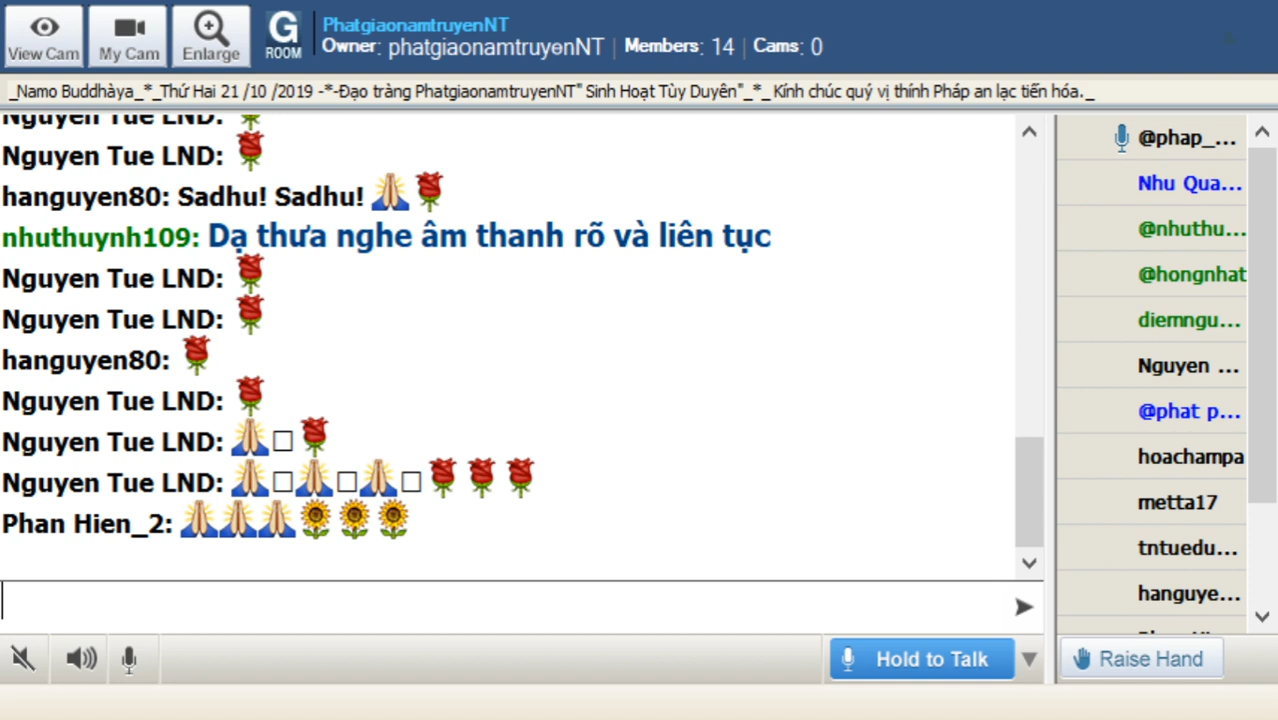 View Cam
My Cam
Enlarge
G
ROOM
PhatgiaonamtruyenNT
Owner: phatgiaonamtruyenNT | Members: 14 | Cams: 0
_Namo Buddhàya_*_Thứ Hai 21 /10 /2019 -*-Đạo tràng PhatgiaonamtruyenNT" Sinh Hoạt Tùy Duyên"_*_ Kính chúc quý vị thính Pháp an lạc tiến hóa._
Nguyen Tue LND: 🌹
Nguyen Tue LND: 🌹
hanguyen80: Sadhu! Sadhu! 🙏🌹
nhuthuynh109: Dạ thưa nghe âm thanh rõ và liên tục
Nguyen Tue LND: 🌹
Nguyen Tue LND: 🌹
hanguyen80: 🌹
Nguyen Tue LND: 🌹
Nguyen Tue LND: 🙏□🌹
Nguyen Tue LND: 🙏□🙏□🙏□🌹🌹🌹
Phan Hien_2: 🙏🙏🙏🌻🌻🌻
@phap_...
Nhu Qua...
@nhuthu...
@hongnhat
diemngu...
Nguyen ...
@phat p...
hoachampa
metta17
tntuedu...
hanguye...
Hold to Talk
Raise Hand